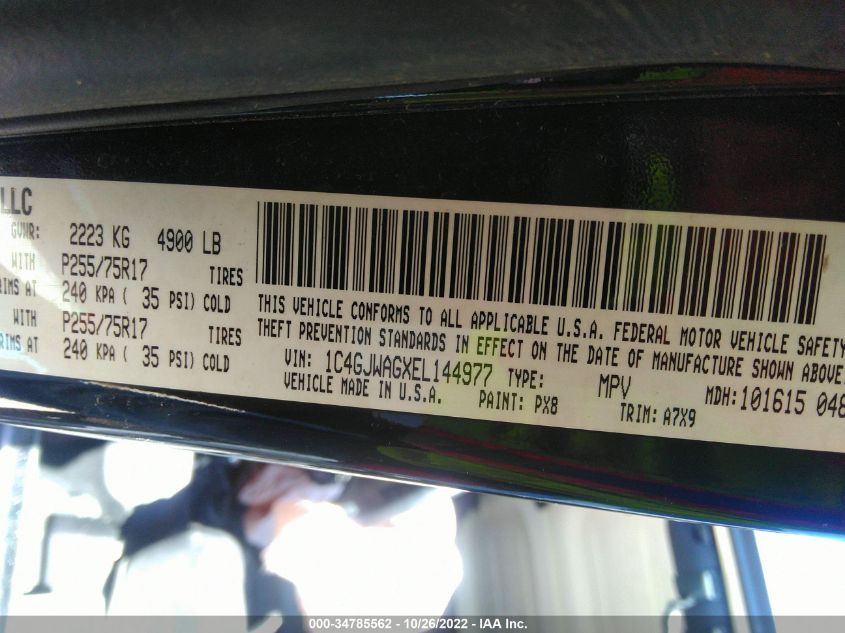 LLC
GVWR: 2223 KG 4900 LB
WITH P255/75R17 TIRES
RIMS AT 240 KPA ( 35 PSI) COLD
WITH P255/75R17 TIRES
RIMS AT 240 KPA ( 35 PSI) COLD
THIS VEHICLE CONFORMS TO ALL APPLICABLE U.S.A. FEDERAL MOTOR VEHICLE SAFETY
THEFT PREVENTION STANDARDS IN EFFECT ON THE DATE OF MANUFACTURE SHOWN ABOVE.
VIN: 1C4GJWAGXEL144977 TYPE: MPV MDH: 101615 048
VEHICLE MADE IN U.S.A. PAINT: PX8 TRIM: A7X9
000-34785562 - 10/26/2022 - IAA Inc.